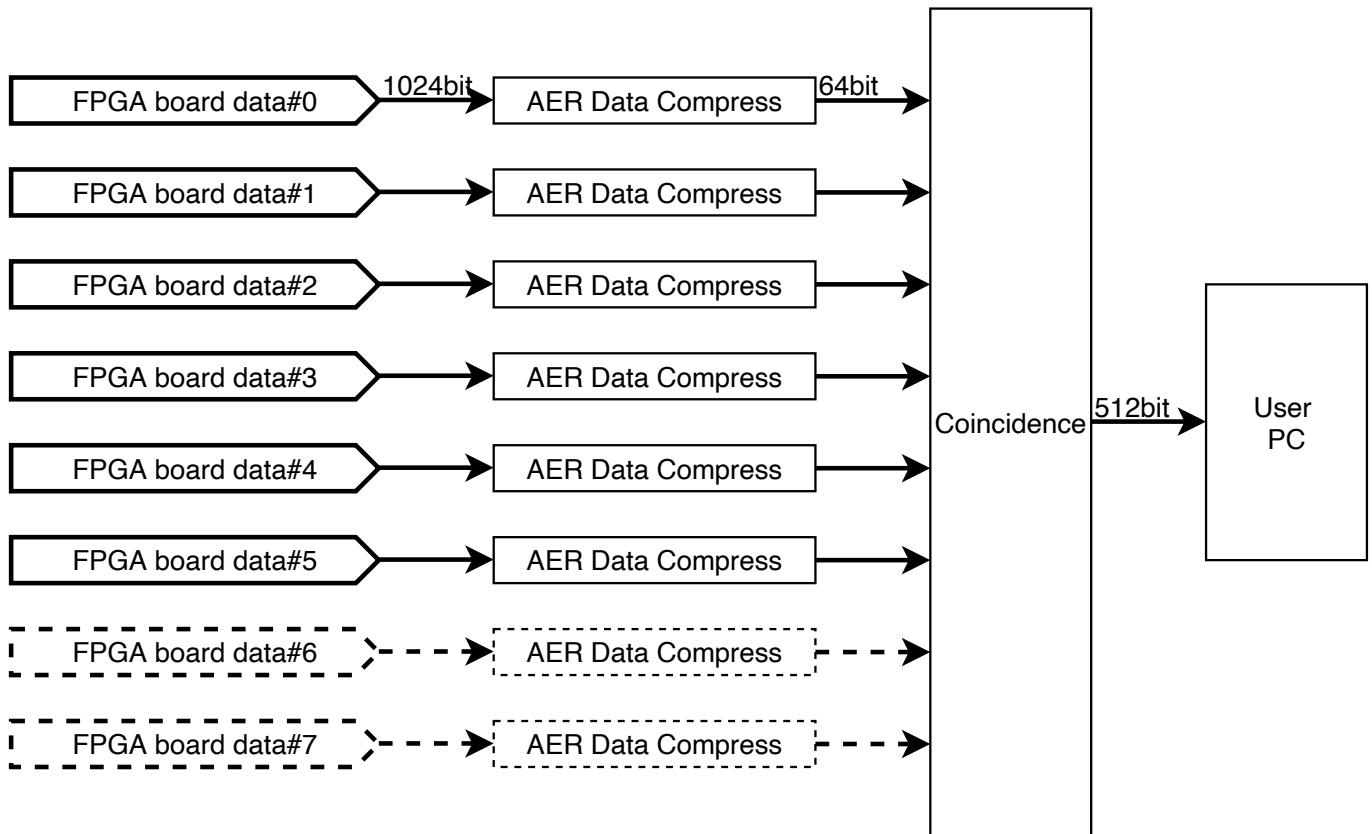 FPGA board data#0
1024bit
AER Data Compress
64bit
FPGA board data#1
AER Data Compress
FPGA board data#2
AER Data Compress
FPGA board data#3
AER Data Compress
FPGA board data#4
AER Data Compress
FPGA board data#5
AER Data Compress
FPGA board data#6
AER Data Compress
FPGA board data#7
AER Data Compress
Coincidence
512bit
User
PC